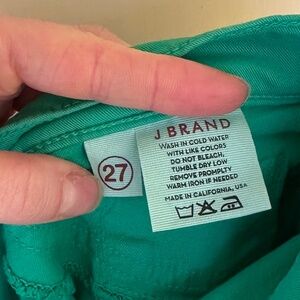 J BRAND
WASH IN COLD WATER
WITH LIKE COLORS
DO NOT BLEACH,
TUMBLE DRY LOW
REMOVE PROMPTLY
WARM IRON IF NEEDED
MADE IN CALIFORNIA, USA
27